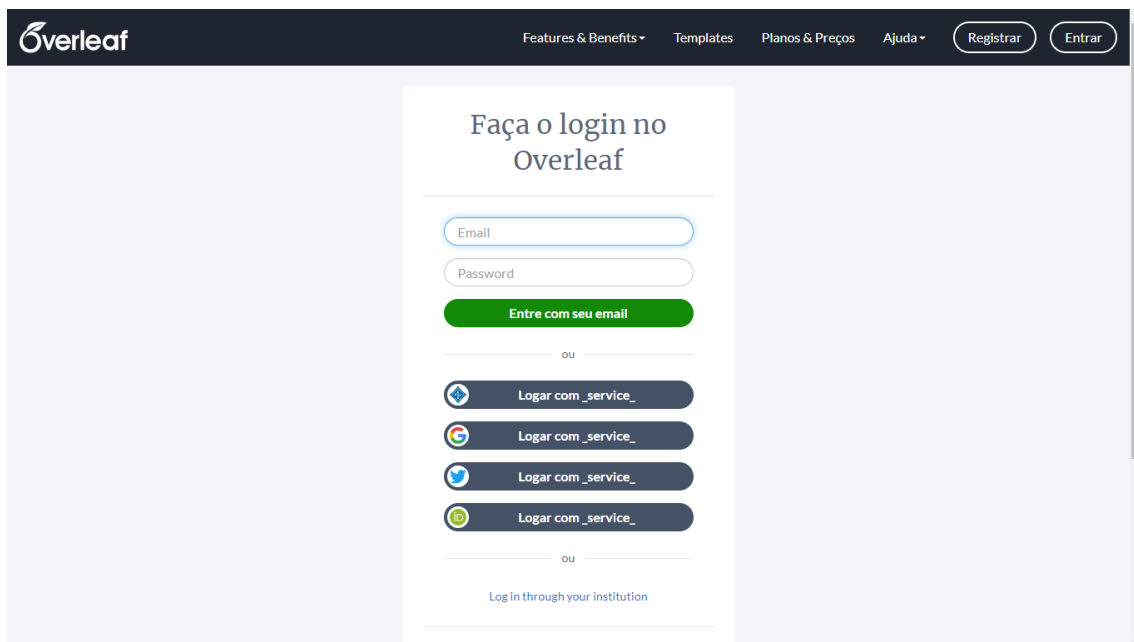 Overleaf
Features & Benefits
Templates
Planos & Preços
Ajuda
Registrar
Entrar
Faça o login no
Overleaf
Email
Password
Entre com seu email
ou
Logar com _service_
Logar com _service_
Logar com _service_
iD
Logar com _service_
ou
Log in through your institution